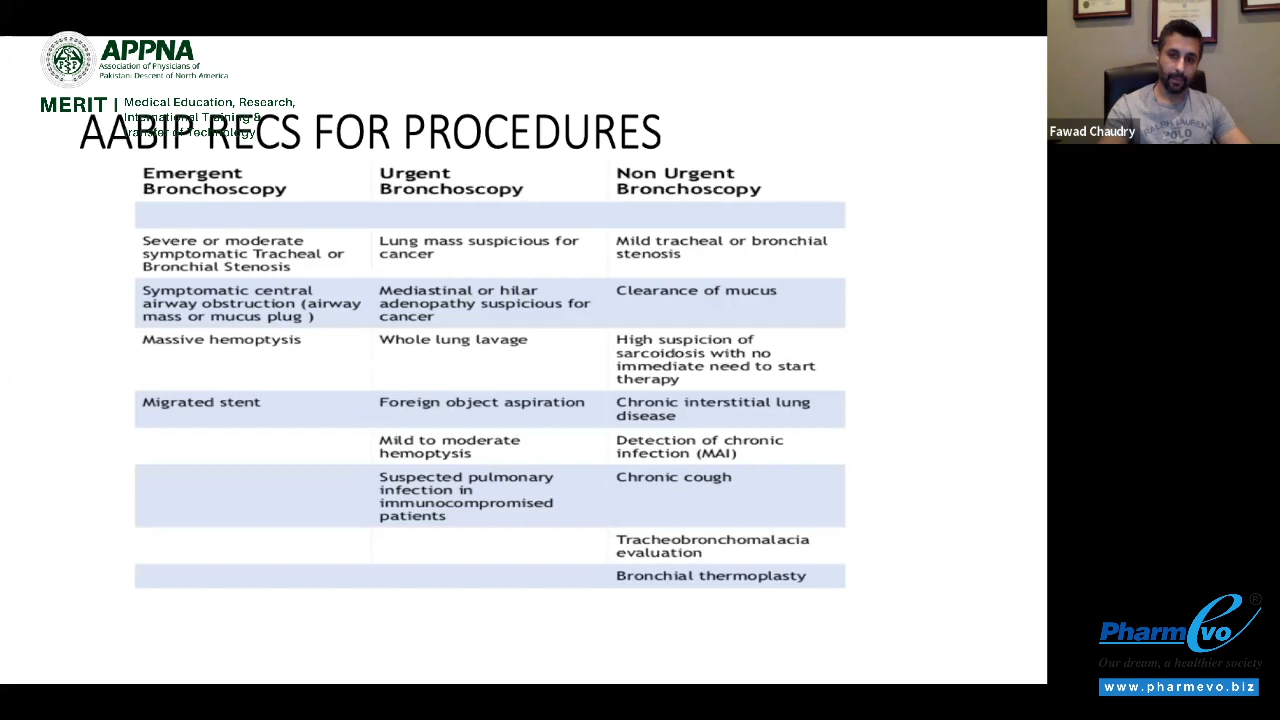 APPNA
Association of Physicians of
Pakistani Descent of North America
MERIT | Medical Education, Research,
International Training &
Transfer of Technology
AABIP RECS FOR PROCEDURES
Emergent
Bronchoscopy
Urgent
Bronchoscopy
Non Urgent
Bronchoscopy
Severe or moderate
symptomatic Tracheal or
Bronchial Stenosis
Lung mass suspicious for
cancer
Mild tracheal or bronchial
stenosis
Symptomatic central
airway obstruction (airway
mass or mucus plug )
Mediastinal or hilar
adenopathy suspicious for
cancer
Clearance of mucus
Massive hemoptysis
Whole lung lavage
High suspicion of
sarcoidosis with no
immediate need to start
therapy
Migrated stent
Foreign object aspiration
Chronic interstitial lung
disease
Mild to moderate
hemoptysis
Detection of chronic
infection (MAI)
Suspected pulmonary
infection in
immunocompromised
patients
Chronic cough
Tracheobronchomalacia
evaluation
Bronchial thermoplasty
Fawad Chaudry
RALPH LAUREN
POLO
PharmEvo ®
Our dream, a healthier society
www.pharmevo.biz